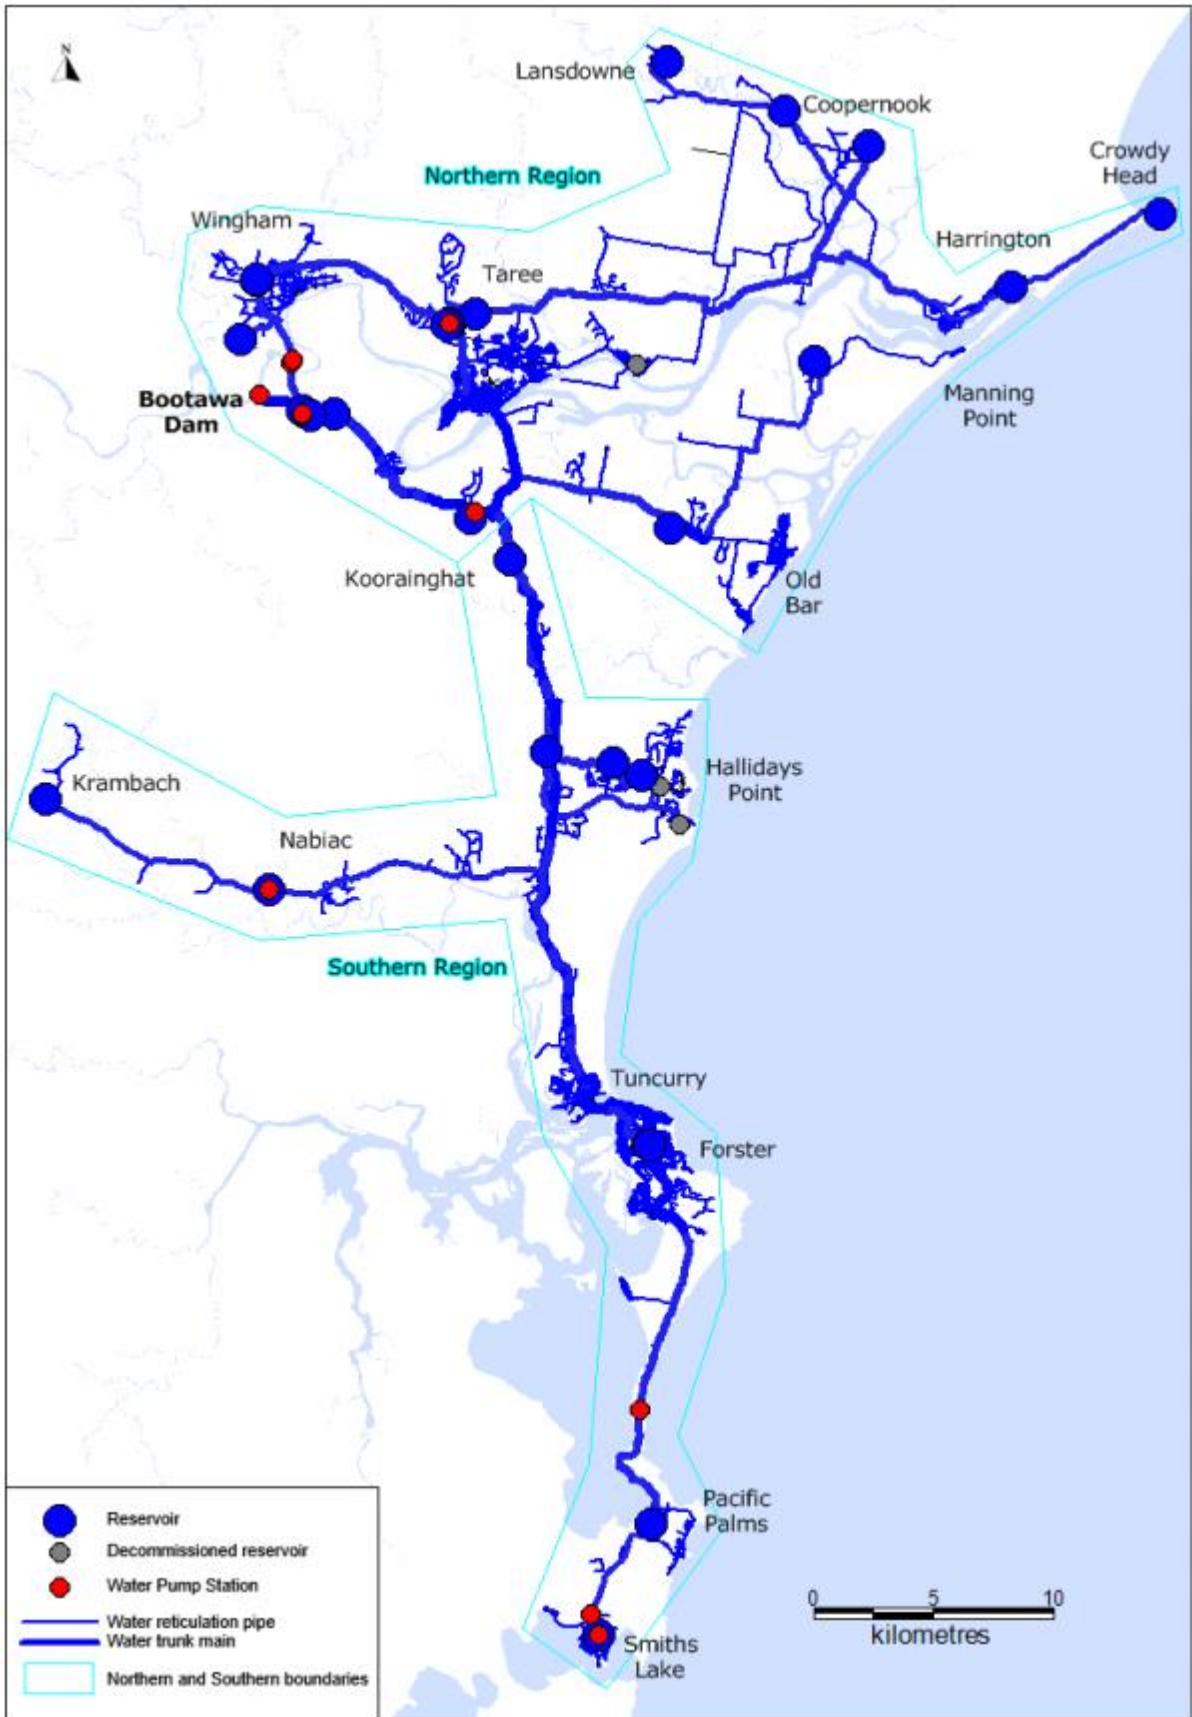 N
Lansdowne
Coopernook
Crowdy
Head
Northern Region
Wingham
Harrington
Taree
Bootawa
Dam
Manning
Point
Koorainghat
Old
Bar
Krambach
Hallidays
Point
Nabiac
Southern Region
Tuncurry
Forster
Pacific
Palms
Smiths
Lake
Reservoir
Decommissioned reservoir
Water Pump Station
Water reticulation pipe
Water trunk main
Northern and Southern boundaries
0 5 10
kilometres